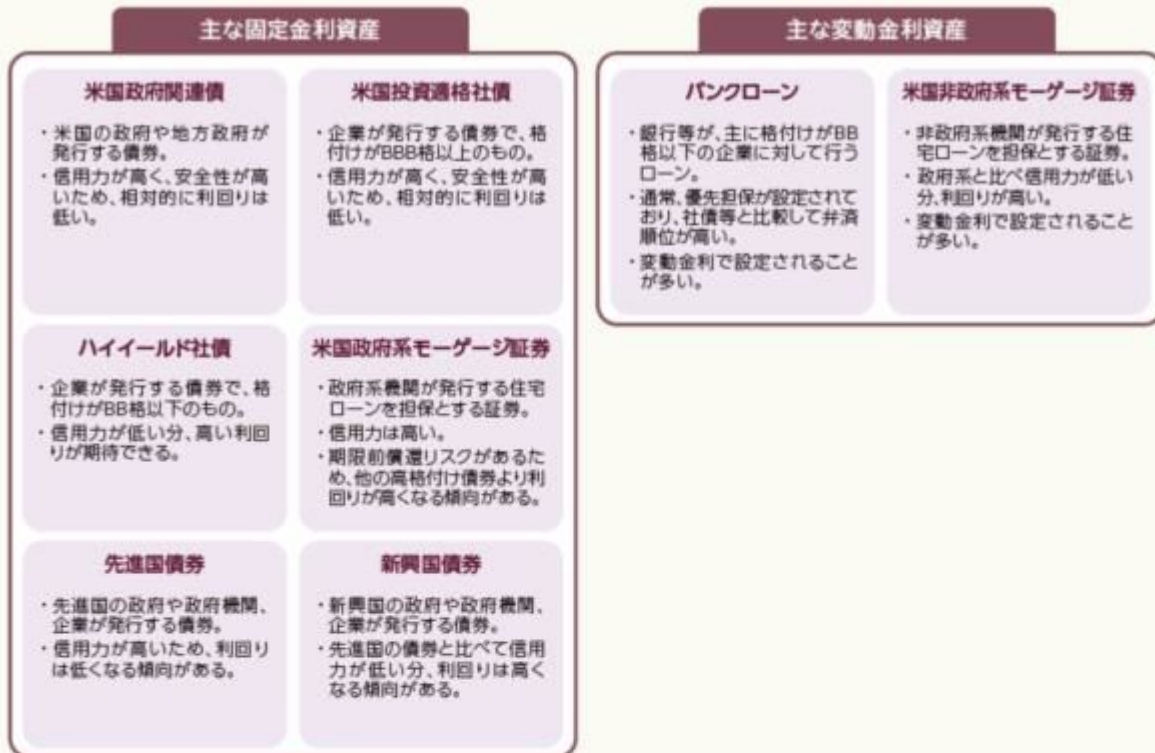 主な固定金利資産
米国政府関連債
・米国の政府や地方政府が
発行する債券。
・信用力が高く、安全性が高
いため、相対的に利回りは
低い。
米国投資適格社債
・企業が発行する債券で、格
付けがBBB格以上のもの。
・信用力が高く、安全性が高
いため、相対的に利回りは
低い。
ハイイールド社債
・企業が発行する債券で、格
付けがBB格以下のもの。
・信用力が低い分、高い利回
りが期待できる。
米国政府系モーゲージ証券
・政府系機関が発行する住宅
ローンを担保とする証券。
・信用力は高い。
・期限前償還リスクがあるた
め、他の高格付け債券より利
回りが高くなる傾向がある。
先進国債券
・先進国の政府や政府機関、
企業が発行する債券。
・信用力が高いため、利回り
は低くなる傾向がある。
新興国債券
・新興国の政府や政府機関、
企業が発行する債券。
・先進国の債券と比べて信用
力が低い分、利回りは高く
なる傾向がある。
主な変動金利資産
バンクローン
・銀行等が、主に格付けがBB
格以下の企業に対して行う
ローン。
・通常、優先担保が設定されて
おり、社債等と比較して弁済
順位が高い。
・変動金利で設定されること
が多い。
米国非政府系モーゲージ証券
・非政府系機関が発行する住
宅ローンを担保とする証券。
・政府系と比べ信用力が低い
分、利回りが高い。
・変動金利で設定されること
が多い。